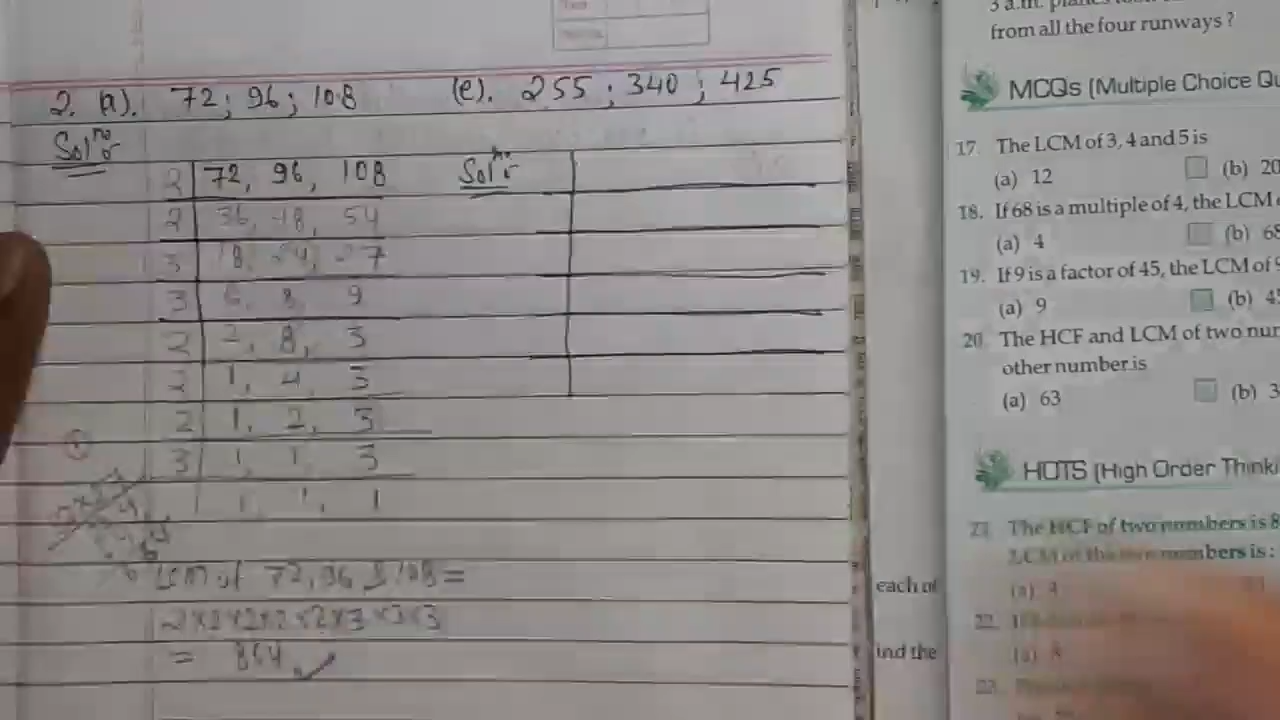 2. (a). 72; 96; 108
Solⁿ
2 | 72, 96, 108
2 | 36, 48, 54
3 | 18, 24, 27
3 | 6, 8, 9
2 | 2, 8, 3
2 | 1, 4, 3
2 | 1, 2, 3
3 | 1, 1, 3
1, 1, 1
LCM of 72, 96 & 108 =
2×2×2×2×2×3×3×3
= 864
(e). 255; 340; 425
Solⁿ
each of
ind the
from all the four runways ?
MCQs (Multiple Choice Qu
17. The LCM of 3, 4 and 5 is
(a) 12 (b) 20
18. If 68 is a multiple of 4, the LCM
(a) 4 (b) 68
19. If 9 is a factor of 45, the LCM of 9
(a) 9 (b) 45
20. The HCF and LCM of two num
other number is
(a) 63 (b) 3
HOTS (High Order Thinki
21. The HCF of two numbers is 8
LCM of the two numbers is :
(a) 4
22.
(a) 8
23.